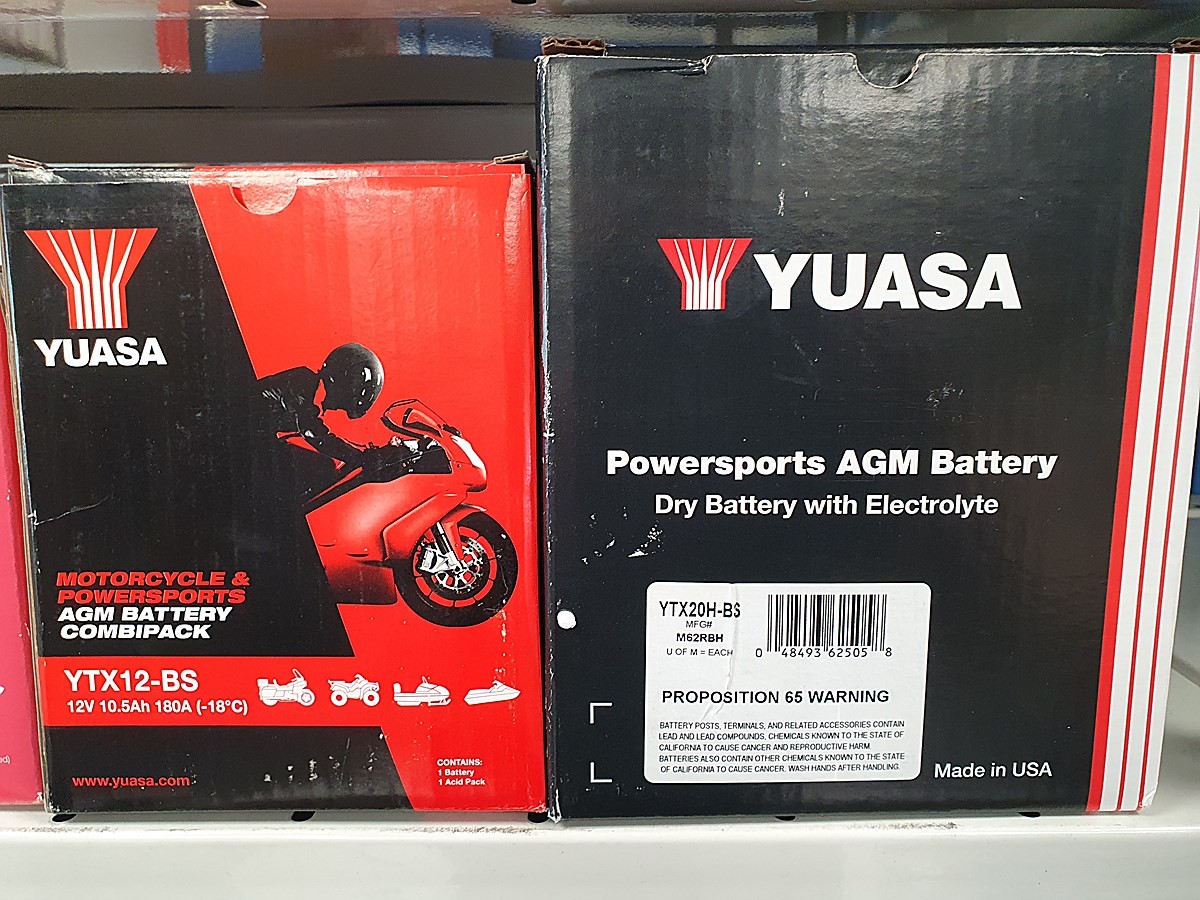 YUASA
MOTORCYCLE &
POWERSPORTS
AGM BATTERY
COMBIPACK
YTX12-BS
12V 10.5Ah 180A (-18°C)
www.yuasa.com
CONTAINS:
1 Battery
1 Acid Pack
YUASA
Powersports AGM Battery
Dry Battery with Electrolyte
YTX20H-BS
MFG#
M62RBH
U OF M = EACH
0 48493 62505 8
PROPOSITION 65 WARNING
BATTERY POSTS, TERMINALS, AND RELATED ACCESSORIES CONTAIN
LEAD AND LEAD COMPOUNDS, CHEMICALS KNOWN TO THE STATE OF
CALIFORNIA TO CAUSE CANCER AND REPRODUCTIVE HARM.
BATTERIES ALSO CONTAIN OTHER CHEMICALS KNOWN TO THE STATE
OF CALIFORNIA TO CAUSE CANCER. WASH HANDS AFTER HANDLING.
Made in USA